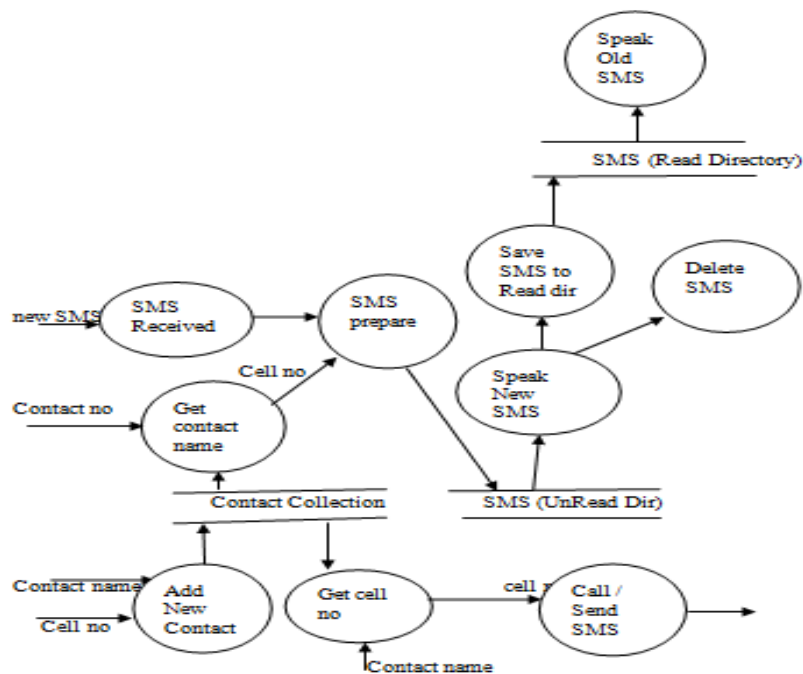 Speak
Old
SMS
SMS (Read Directory)
Save
SMS to
Read dir
Delete
SMS
new SMS
SMS
Received
SMS
prepare
Cell no
Speak
New
SMS
Contact no
Get
contact
name
Contact Collection
SMS (UnRead Dir)
Contact name
Cell no
Add
New
Contact
Get cell
no
cell n
Call /
Send
SMS
Contact name